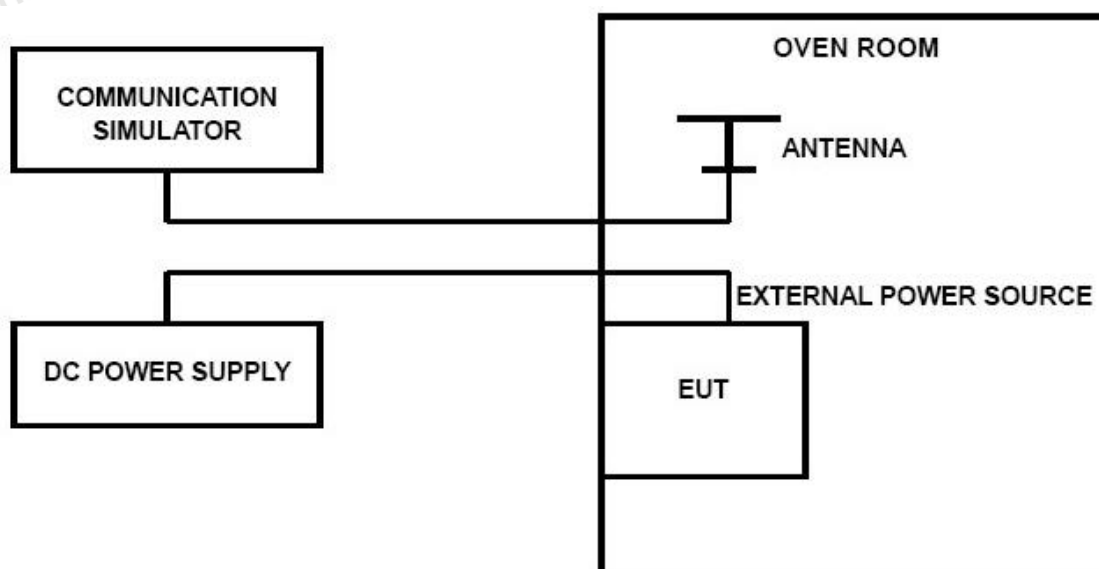 OVEN ROOM
COMMUNICATION
SIMULATOR
ANTENNA
EXTERNAL POWER SOURCE
DC POWER SUPPLY
EUT